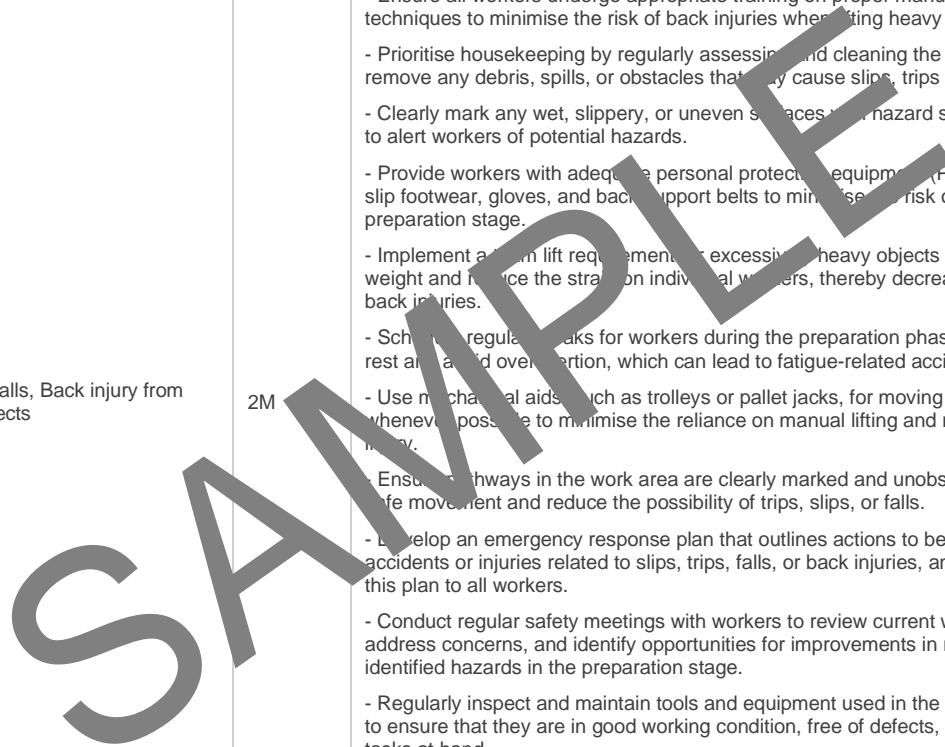 techniques to minimise the risk of back injuries when lifting heavy
- Prioritise housekeeping by regularly assessing and cleaning the
remove any debris, spills, or obstacles that may cause slips, trips
- Clearly mark any wet, slippery, or uneven surfaces with hazard
to alert workers of potential hazards.
- Provide workers with adequate personal protective equipment
slip footwear, gloves, and back support belts to minimise risk
preparation stage.
- Implement a team lift requirement excessively heavy objects
weight and reduce the strain on individual workers, thereby
back injuries.
- Schedule regular breaks for workers during the preparation
rest and avoid overexertion, which can lead to fatigue-related
alls, Back injury from
ects
2M
- Use mechanical aids, such as trolleys or pallet jacks, for moving
whenever possible to minimise the reliance on manual lifting and
injury.
- Ensure pathways in the work area are clearly marked and
safe movement and reduce the possibility of trips, slips, or falls.
- Develop an emergency response plan that outlines actions to be
accidents or injuries related to slips, trips, falls, or back injuries,
this plan to all workers.
- Conduct regular safety meetings with workers to review current
address concerns, and identify opportunities for improvements in
identified hazards in the preparation stage.
- Regularly inspect and maintain tools and equipment used in the
to ensure that they are in good working condition, free of defects,
SAMPLE